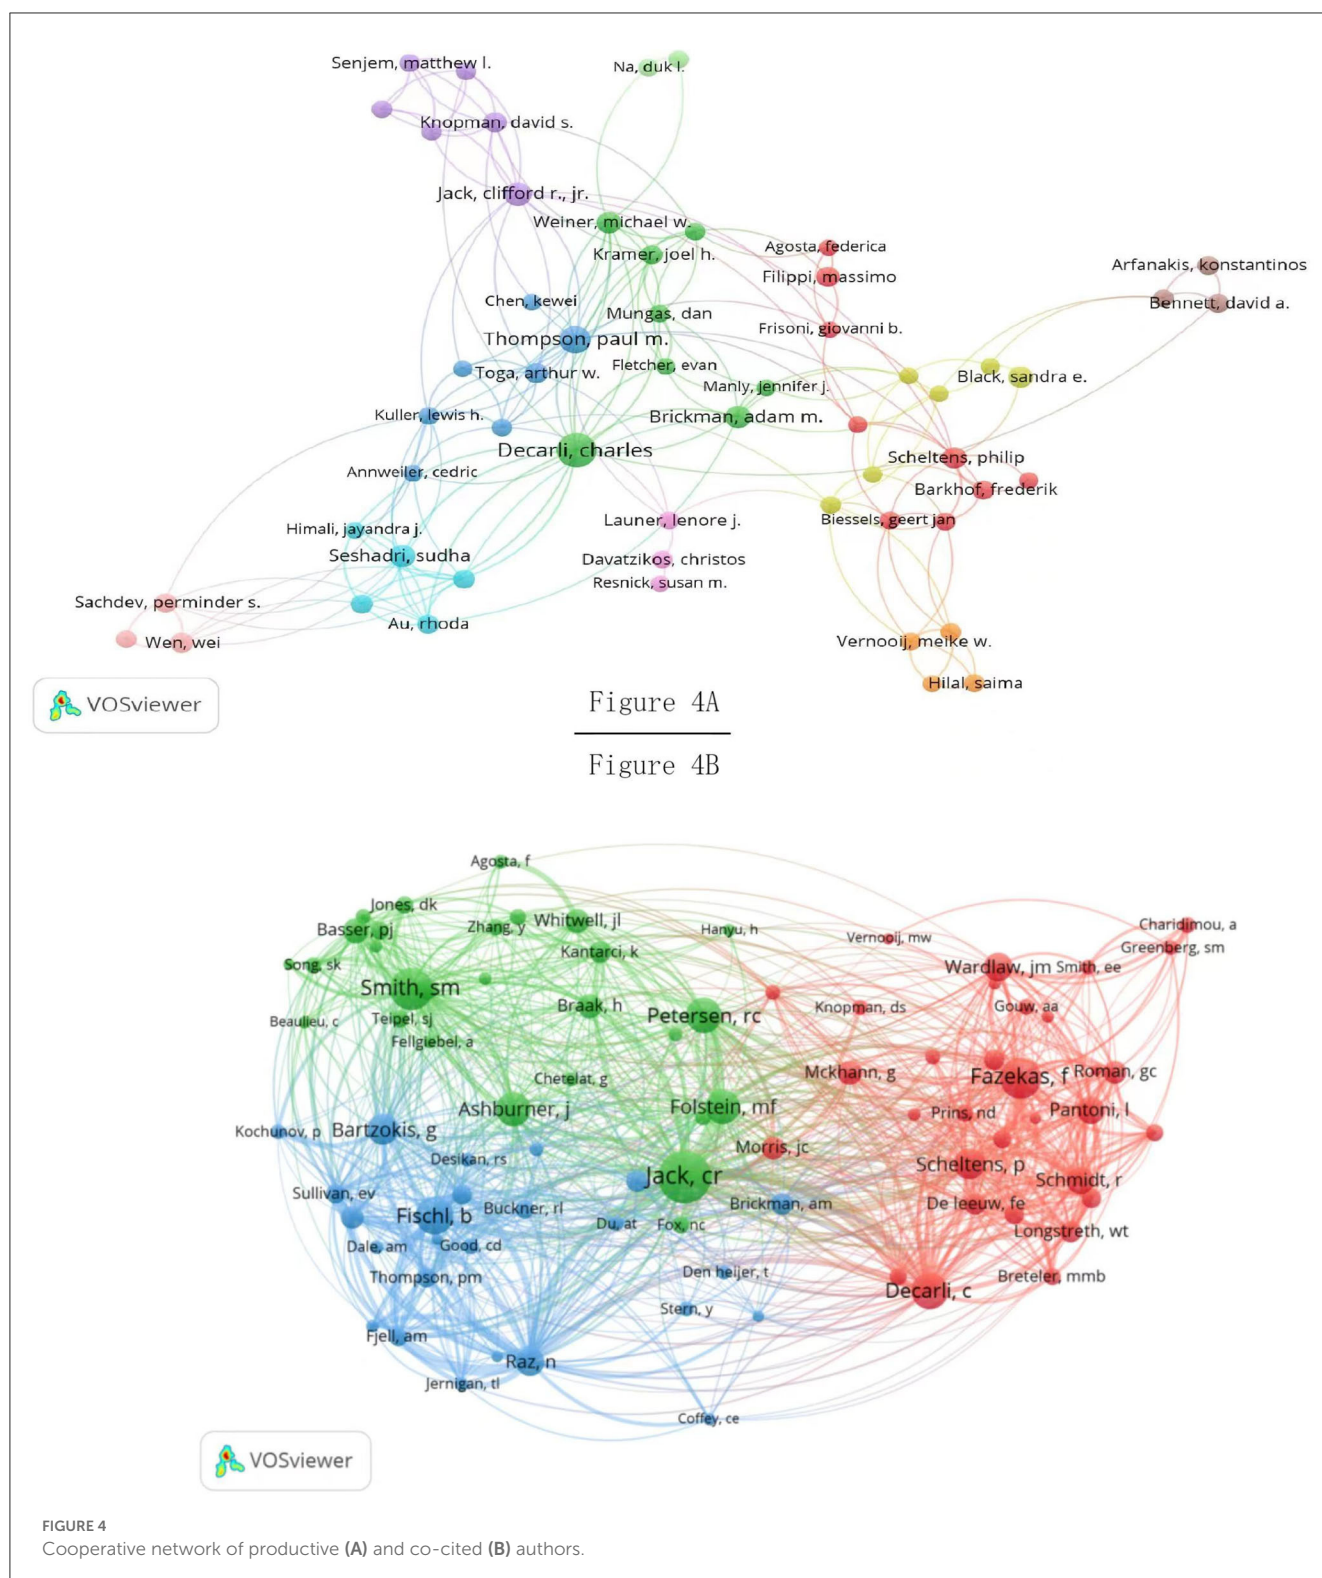 Senjem, matthew l.
Na, duk l.
Knopman, david s.
Jack, clifford r., jr.
Weiner, michael w.
Kramer, joel h.
Agosta, federica
Filippi, massimo
Arfanakis, konstantinos
Bennett, david a.
Chen, kewei
Mungas, dan
Frisoni, giovanni b.
Thompson, paul m.
Toga, arthur w.
Fletcher, evan
Manly, jennifer j.
Black, sandra e.
Kuller, lewis h.
Brickman, adam m.
Decarli, charles
Scheltens, philip
Annweiler, cedric
Barkhof, frederik
Himali, jayandra j.
Launer, lenore j.
Biessels, geert jan
Seshadri, sudha
Davatzikos, christos
Resnick, susan m.
Sachdev, perminder s.
Au, rhoda
Wen, wei
Vernooij, meike w.
Hilal, saima
VOSviewer
Figure 4A
Figure 4B
Agosta, f
Jones, dk
Basser, pj
Zhang, y
Whitwell, jl
Hanyu, h
Vernooij, mw
Charidimou, a
Greenberg, sm
Kantarci, k
Song, sk
Wardlaw, jm
Smith, ee
Smith, sm
Braak, h
Petersen, rc
Knopman, ds
Gouw, aa
Beaulieu, c
Teipel, sj
Fellgiebel, a
Chetelat, g
Mckhann, g
Fazekas, f
Roman, gc
Ashburner, j
Folstein, mf
Prins, nd
Pantoni, l
Kochunov, p
Bartzokis, g
Desikan, rs
Morris, jc
Jack, cr
Scheltens, p
Schmidt, r
Sullivan, ev
Buckner, rl
Brickman, am
De leeuw, fe
Fischl, b
Du, at
Fox, nc
Longstreth, wt
Dale, am
Good, cd
Thompson, pm
Den heijer, t
Decarli, c
Breteler, mmb
Stern, y
Fjell, am
Raz, n
Jernigan, tl
Coffey, ce
VOSviewer
FIGURE 4
Cooperative network of productive (A) and co-cited (B) authors.